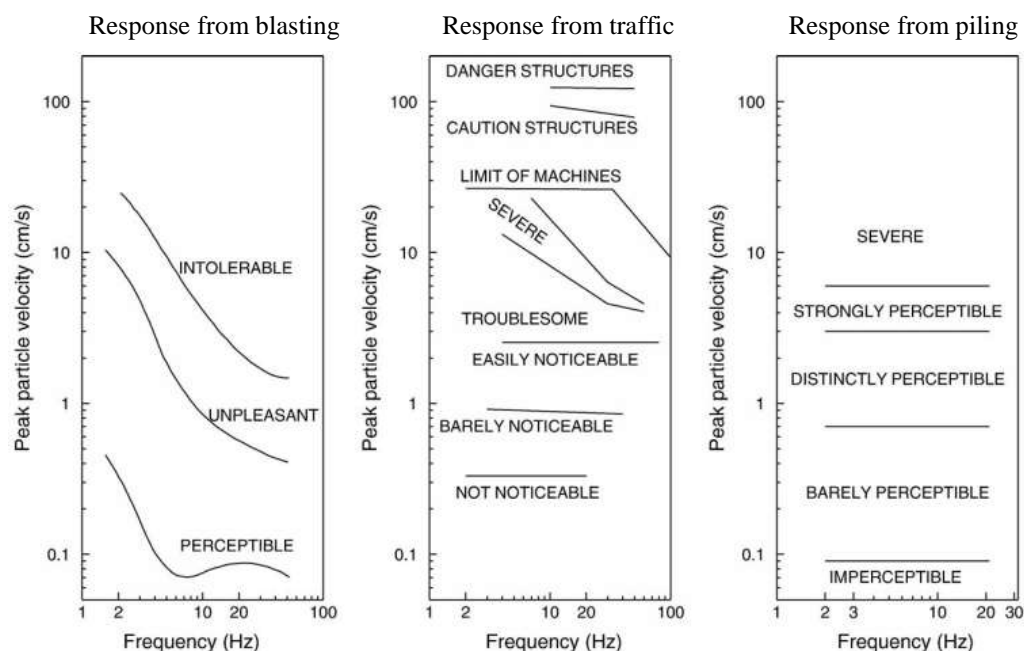 Response from blasting
Peak particle velocity (cm/s)
100
10
1
0.1
INTOLERABLE
UNPLEASANT
PERCEPTIBLE
1 2 10 20 100
Frequency (Hz)
Response from traffic
Peak particle velocity (cm/s)
100
10
1
0.1
DANGER STRUCTURES
CAUTION STRUCTURES
LIMIT OF MACHINES
SEVERE
TROUBLESOME
EASILY NOTICEABLE
BARELY NOTICEABLE
NOT NOTICEABLE
1 2 10 20 100
Frequency (Hz)
Response from piling
Peak particle velocity (cm/s)
100
10
1
0.1
SEVERE
STRONGLY PERCEPTIBLE
DISTINCTLY PERCEPTIBLE
BARELY PERCEPTIBLE
IMPERCEPTIBLE
1 2 3 10 20 30
Frequency (Hz)